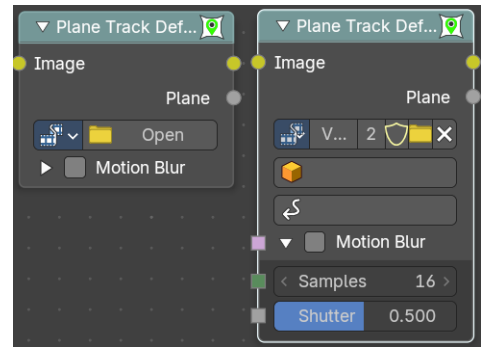 Plane Track Def...
Image
Plane
Open
Motion Blur
Plane Track Def...
Image
Plane
V... 2
Motion Blur
Samples 16
Shutter 0.500